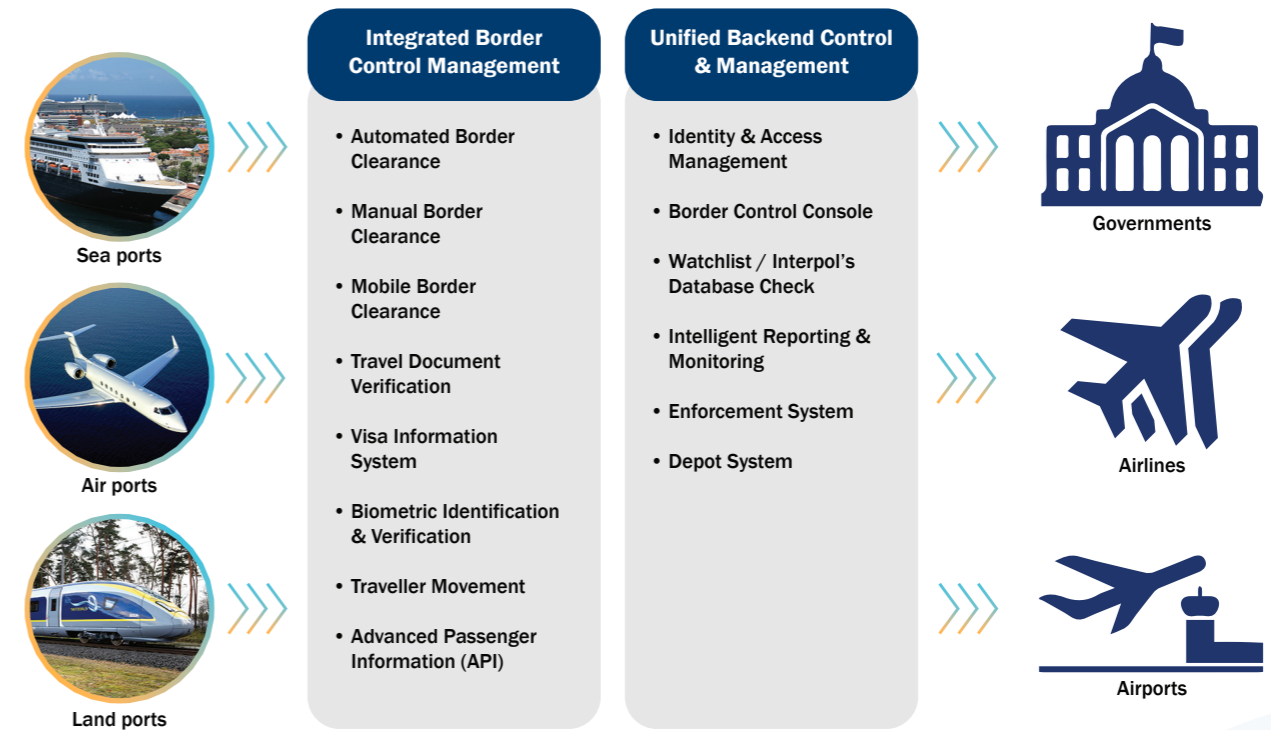 Sea ports
Air ports
Land ports
Integrated Border
Control Management
• Automated Border
Clearance
• Manual Border
Clearance
• Mobile Border
Clearance
• Travel Document
Verification
• Visa Information
System
• Biometric Identification
& Verification
• Traveller Movement
• Advanced Passenger
Information (API)
Unified Backend Control
& Management
• Identity & Access
Management
• Border Control Console
• Watchlist / Interpol's
Database Check
• Intelligent Reporting &
Monitoring
• Enforcement System
• Depot System
Governments
Airlines
Airports